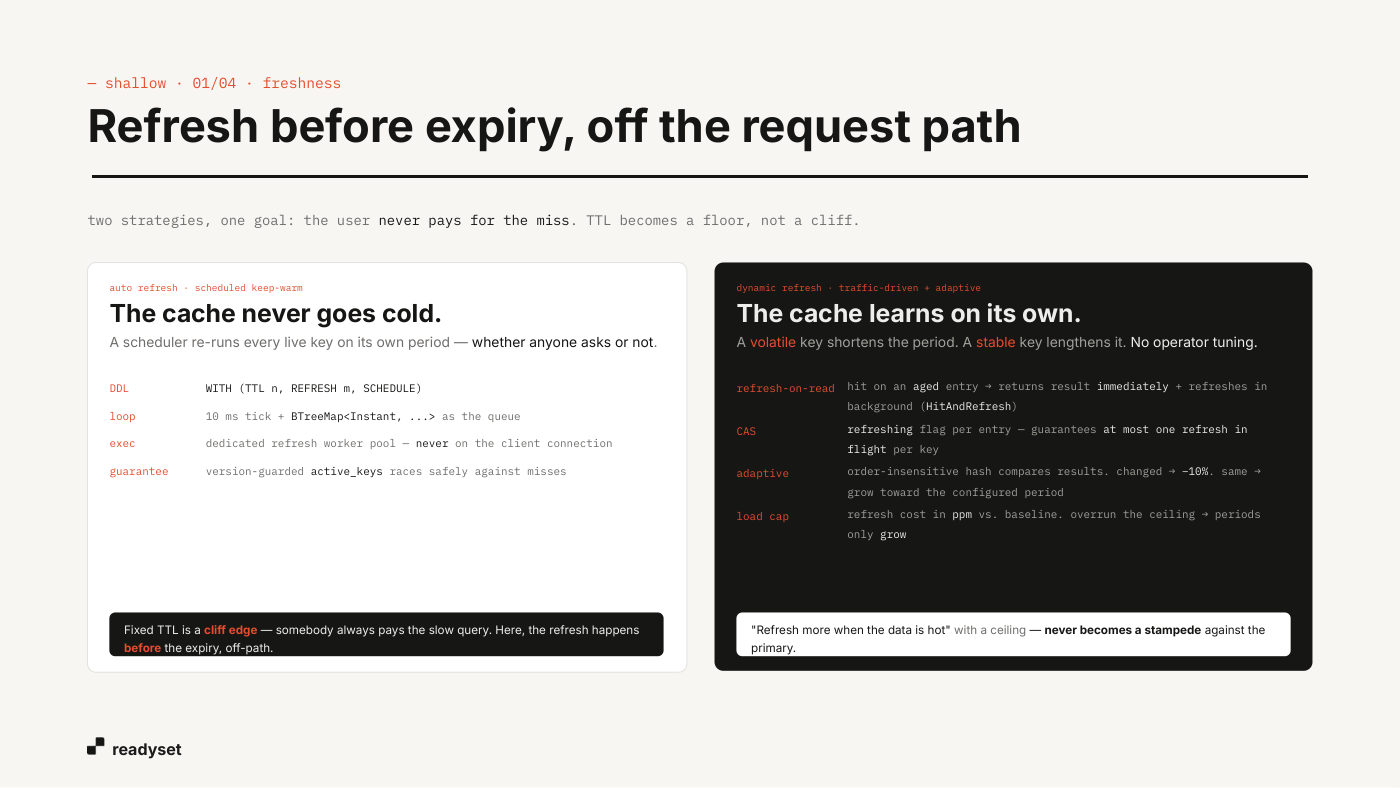 — shallow · 01/04 · freshness
Refresh before expiry, off the request path
two strategies, one goal: the user never pays for the miss. TTL becomes a floor, not a cliff.
auto refresh · scheduled keep-warm
The cache never goes cold.
A scheduler re-runs every live key on its own period — whether anyone asks or not.
DDL WITH (TTL n, REFRESH m, SCHEDULE)
loop 10 ms tick + BTreeMap<Instant, ...> as the queue
exec dedicated refresh worker pool — never on the client connection
guarantee version-guarded active_keys races safely against misses
Fixed TTL is a cliff edge — somebody always pays the slow query. Here, the refresh happens
before the expiry, off-path.
dynamic refresh · traffic-driven + adaptive
The cache learns on its own.
A volatile key shortens the period. A stable key lengthens it. No operator tuning.
refresh-on-read hit on an aged entry → returns result immediately + refreshes in
background (HitAndRefresh)
CAS refreshing flag per entry — guarantees at most one refresh in
flight per key
adaptive order-insensitive hash compares results. changed → −10%. same →
grow toward the configured period
load cap refresh cost in ppm vs. baseline. overrun the ceiling → periods
only grow
"Refresh more when the data is hot" with a ceiling — never becomes a stampede against the
primary.
readyset